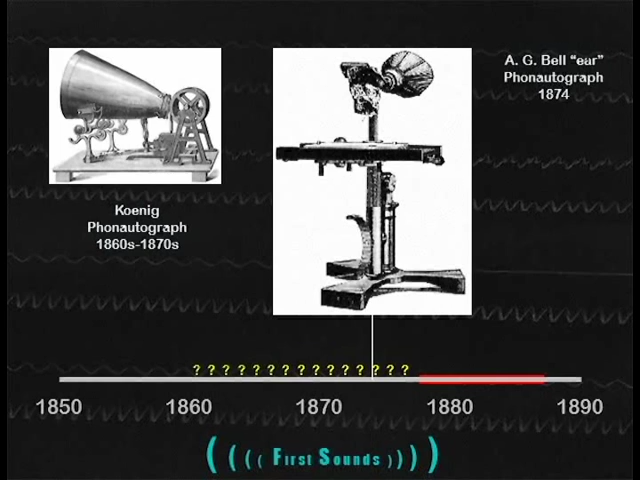 A. G. Bell “ear”
Phonautograph
1874
Koenig
Phonautograph
1860s-1870s
? ? ? ? ? ? ? ? ? ? ? ? ? ? ?
1850 1860 1870 1880 1890
( ( ( ( First Sounds ) ) ) )